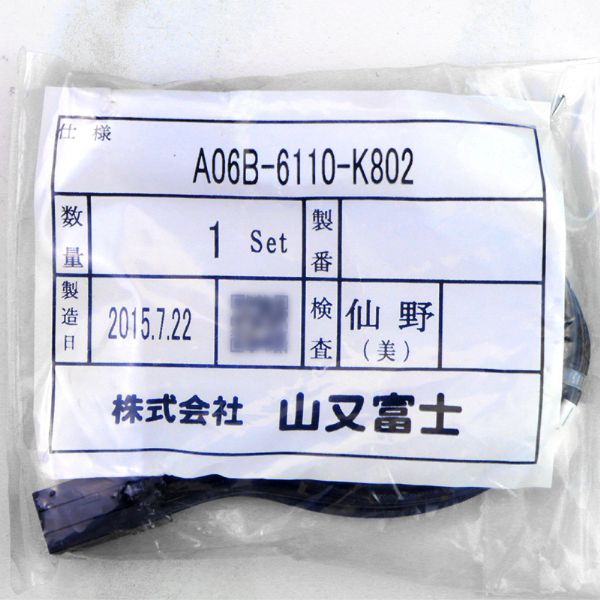 仕様
A06B-6110-K802
数量 1 Set 製番
製造日 2015.7.22 検査 仙野
(美)
株式会社 山又富士